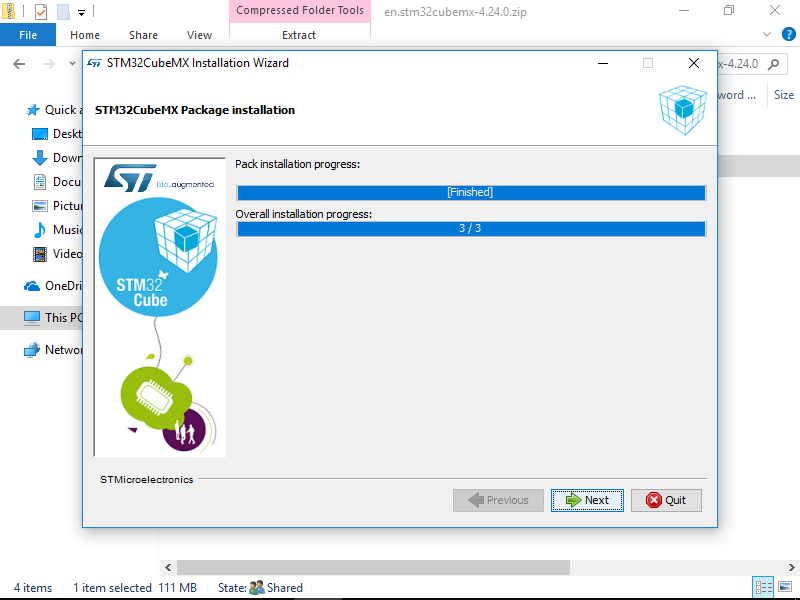 Compressed Folder Tools
en.stm32cubemx-4.24.0.zip
File
Home
Share
View
Extract
x-4.24.0
STM32CubeMX Installation Wizard
STM32CubeMX Package installation
Quick a
Deskt
Down
Docu
Pictur
Music
Video
OneDri
This PC
Networ
word ...
Size
life.augmented
STM32
Cube
Pack installation progress:
[Finished]
Overall installation progress:
3 / 3
STMicroelectronics
Previous
Next
Quit
4 items
1 item selected 111 MB
State: Shared